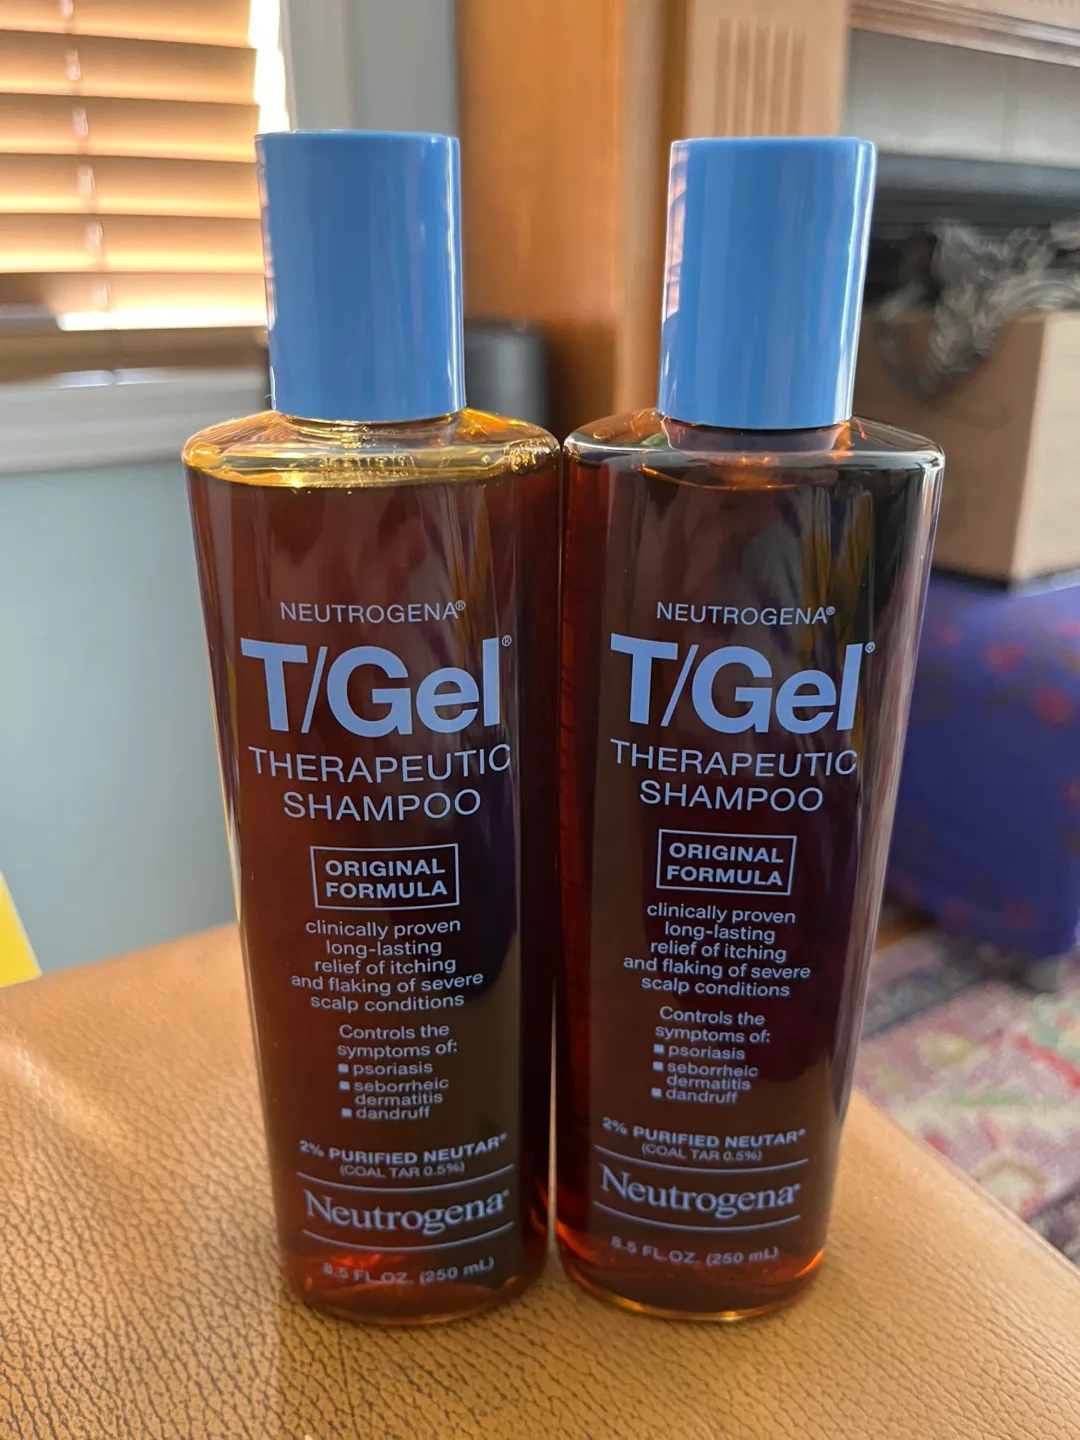 NEUTROGENA®
T/Gel®
THERAPEUTIC
SHAMPOO
ORIGINAL
FORMULA
clinically proven
long-lasting
relief of itching
and flaking of severe
scalp conditions
Controls the
symptoms of:
▪ psoriasis
▪ seborrheic
dermatitis
▪ dandruff
2% PURIFIED NEUTAR®
(COAL TAR 0.5%)
Neutrogena®
8.5 FL.OZ. (250 mL)
NEUTROGENA®
T/Gel®
THERAPEUTIC
SHAMPOO
ORIGINAL
FORMULA
clinically proven
long-lasting
relief of itching
and flaking of severe
scalp conditions
Controls the
symptoms of:
▪ psoriasis
▪ seborrheic
dermatitis
▪ dandruff
2% PURIFIED NEUTAR®
(COAL TAR 0.5%)
Neutrogena®
8.5 FL.OZ. (250 mL)